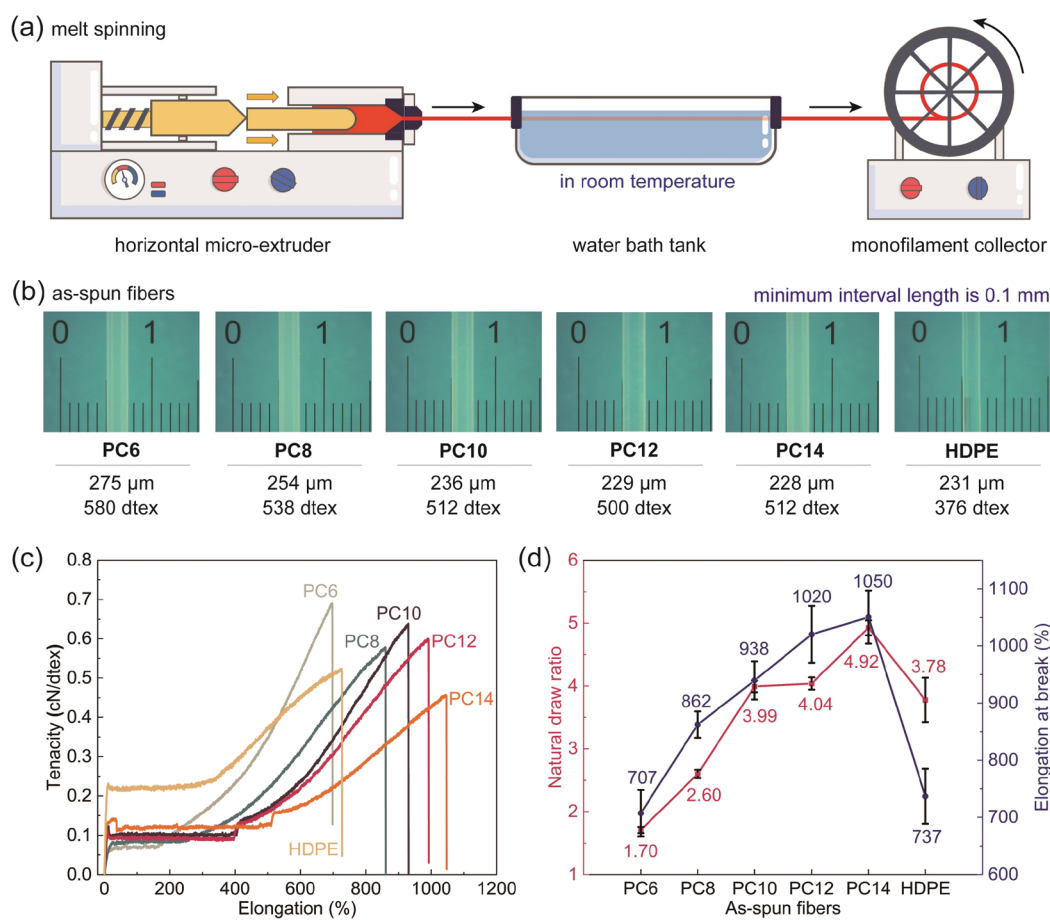 (a) melt spinning
in room temperature
horizontal micro-extruder
water bath tank
monofilament collector
(b) as-spun fibers
minimum interval length is 0.1 mm
0 1
0 1
0 1
0 1
0 1
0 1
PC6
275 μm
580 dtex
PC8
254 μm
538 dtex
PC10
236 μm
512 dtex
PC12
229 μm
500 dtex
PC14
228 μm
512 dtex
HDPE
231 μm
376 dtex
(c)
Tenacity (cN/dtex)
0.8
0.7
0.6
0.5
0.4
0.3
0.2
0.1
0.0
PC6
PC10
PC8
PC12
PC14
HDPE
0 200 400 600 800 1000 1200
Elongation (%)
(d)
Natural draw ratio
6
5
4
3
2
1
707
862
938
1020
1050
737
1.70
2.60
3.99
4.04
4.92
3.78
1100
1000
900
800
700
600
Elongation at break (%)
PC6 PC8 PC10 PC12 PC14 HDPE
As-spun fibers